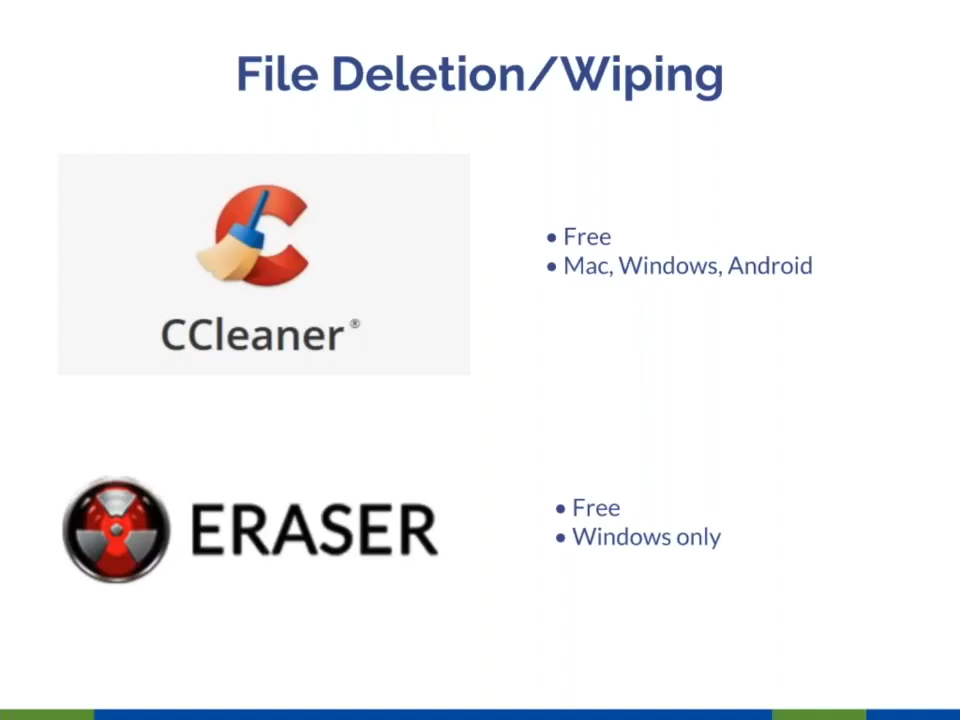 File Deletion/Wiping
CCleaner®
• Free
• Mac, Windows, Android
ERASER
• Free
• Windows only